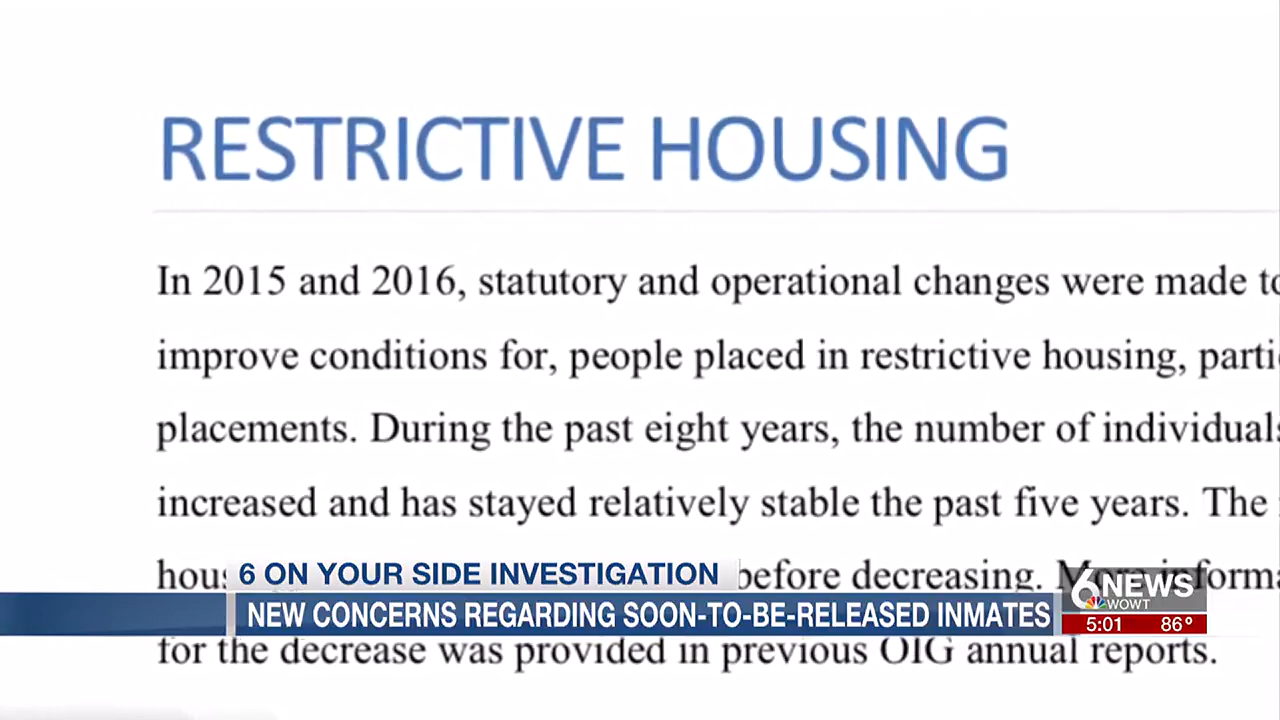 RESTRICTIVE HOUSING
In 2015 and 2016, statutory and operational changes were made to
improve conditions for, people placed in restrictive housing,
placements. During the past eight years, the number of individuals
increased and has stayed relatively stable the past five years. The
before decreasing. More
for the decrease was provided in previous OIG annual reports.
6 ON YOUR SIDE INVESTIGATION
NEW CONCERNS REGARDING SOON-TO-BE-RELEASED INMATES
6 NEWS
WOWT
5:01 86°